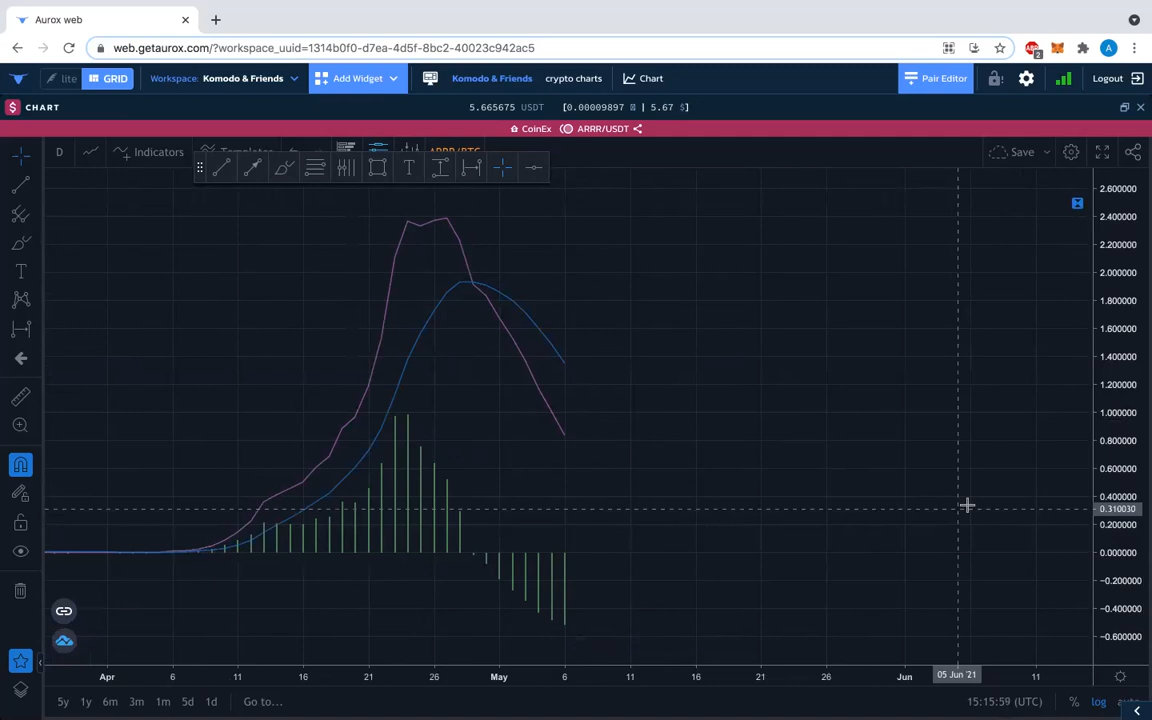 Aurox web
web.getaurox.com/?workspace_uuid=1314b0f0-d7ea-4d5f-8bc2-40023c942ac5
ABP 2 A
lite GRID Workspace: Komodo & Friends Add Widget Komodo & Friends crypto charts Chart Pair Editor Logout
$ CHART 5.665675 USDT [0.00009897 | 5.67 $]
CoinEx ARRR/USDT
D Indicators Templates ARRR/BTC Save
T
T
2.600000
2.400000
2.200000
2.000000
1.800000
1.600000
1.400000
1.200000
1.000000
0.800000
0.600000
0.400000
0.310030
0.200000
0.000000
−0.200000
−0.400000
−0.600000
Apr 6 11 16 21 26 May 6 11 16 21 26 Jun 05 Jun '21 11
5y 1y 6m 3m 1m 5d 1d Go to... 15:15:59 (UTC) % log